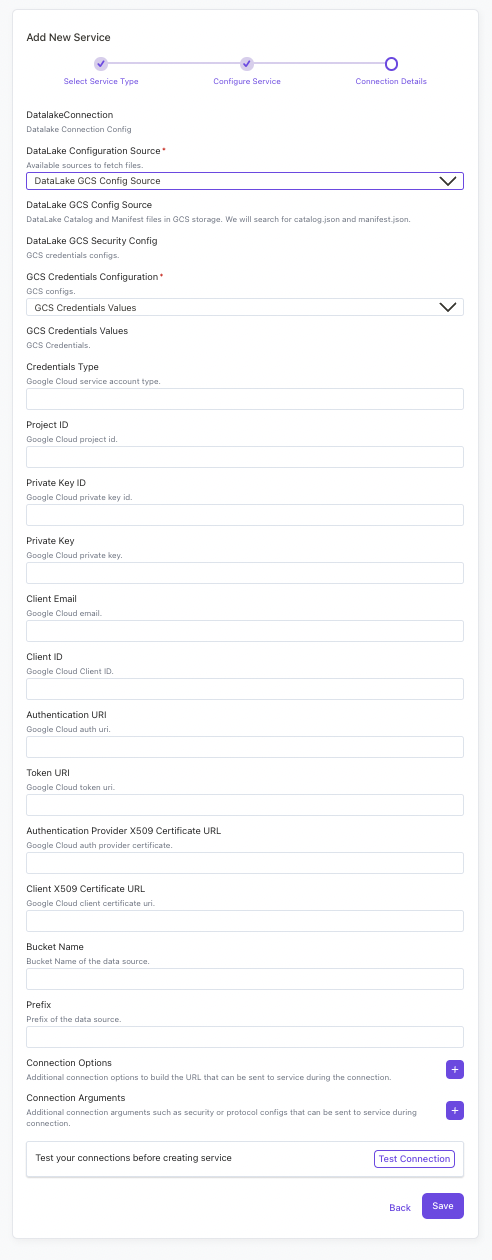 Add New Service
Select Service Type
Configure Service
Connection Details
DatalakeConnection
Datalake Connection Config
DataLake Configuration Source*
Available sources to fetch files.
DataLake GCS Config Source
DataLake GCS Config Source
DataLake Catalog and Manifest files in GCS storage. We will search for catalog.json and manifest.json.
DataLake GCS Security Config
GCS credentials configs.
GCS Credentials Configuration*
GCS configs.
GCS Credentials Values
GCS Credentials Values
GCS Credentials.
Credentials Type
Google Cloud service account type.
Project ID
Google Cloud project id.
Private Key ID
Google Cloud private key id.
Private Key
Google Cloud private key.
Client Email
Google Cloud email.
Client ID
Google Cloud Client ID.
Authentication URI
Google Cloud auth uri.
Token URI
Google Cloud token uri.
Authentication Provider X509 Certificate URL
Google Cloud auth provider certificate.
Client X509 Certificate URL
Google Cloud client certificate uri.
Bucket Name
Bucket Name of the data source.
Prefix
Prefix of the data source.
Connection Options
Additional connection options to build the URL that can be sent to service during the connection.
+
Connection Arguments
Additional connection arguments such as security or protocol configs that can be sent to service during
connection.
+
Test your connections before creating service
Test Connection
Back
Save